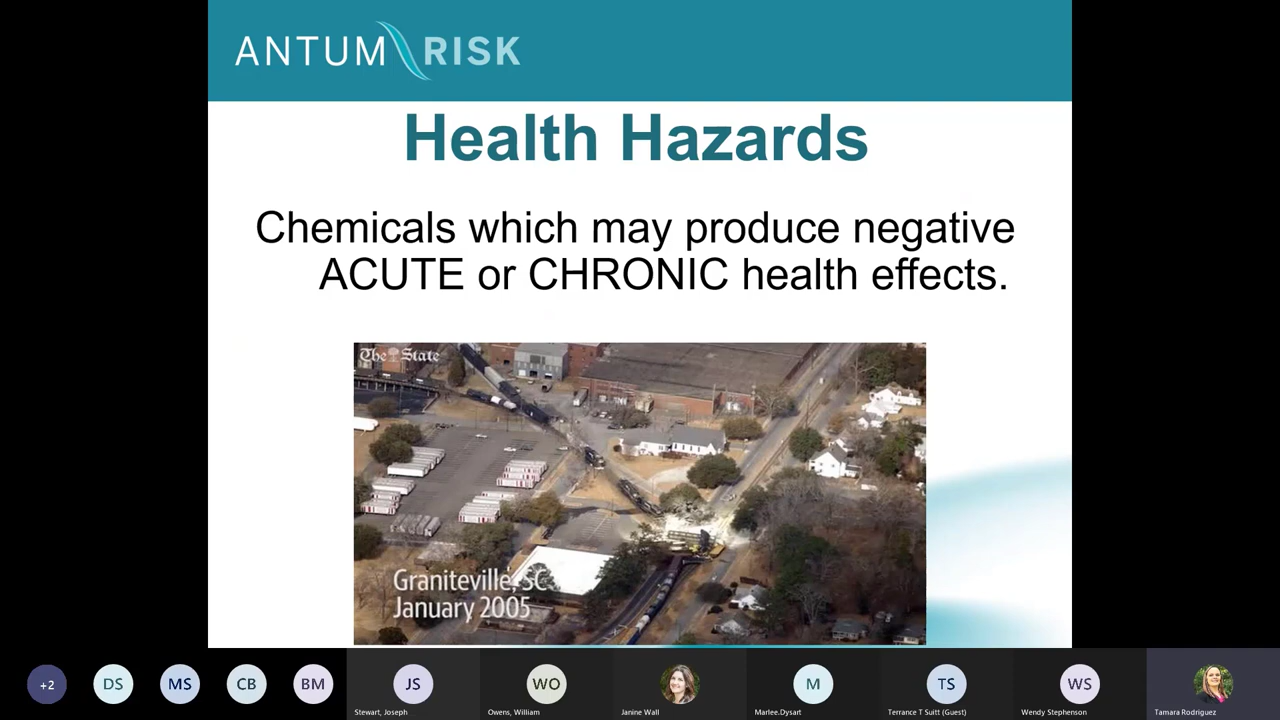 ANTUM RISK
Health Hazards
Chemicals which may produce negative
ACUTE or CHRONIC health effects.
The State
Graniteville, SC
January 2005
+2
DS
MS
CB
BM
JS
WO
M
TS
WS
Stewart, Joseph
Owens, William
Janine Wall
Marlee.Dysart
Terrance T Suitt (Guest)
Wendy Stephenson
Tamara Rodriguez